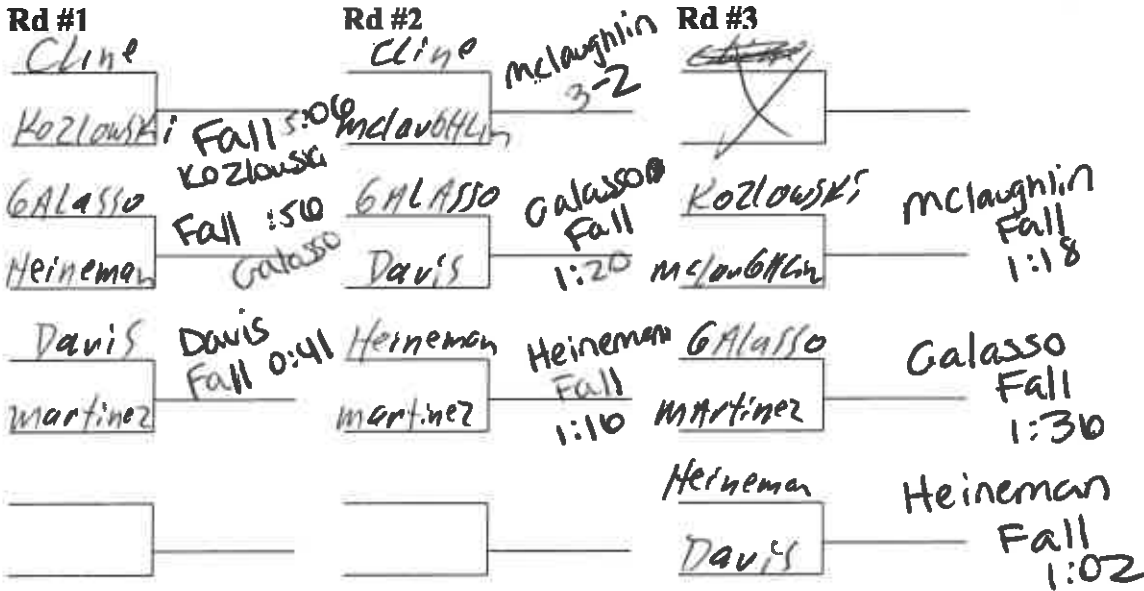 Rd #1
Cline
Kozlowski
Fall 5:06
Kozlowski
GALasso
Fall :56
Heineman
Galasso
Davis
Davis
Fall 0:41
martinez
Rd #2
Cline
mclaughlin
3-2
mclauGHLin
GALASSO
Galasso
Fall
Davis
1:20
Heineman
Heineman
Fall
martinez
1:16
Rd #3
Kozlowski
mclaughlin
Fall
mclauGHLin
1:18
GAlasso
Galasso
Fall
mArtinez
1:36
Heineman
Heineman
Fall
Davis
1:02